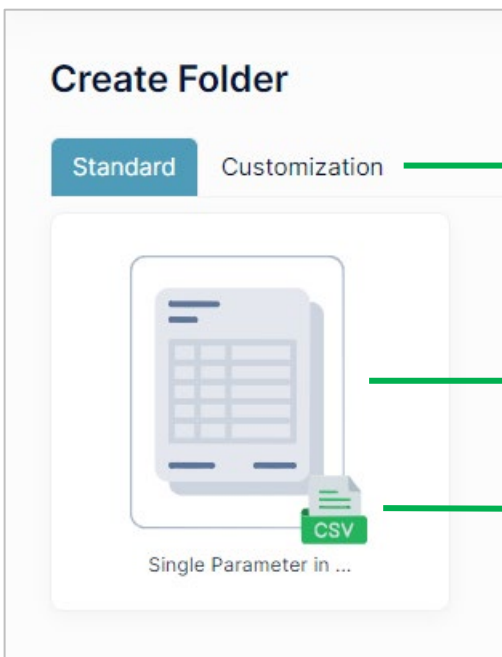 Create Folder
Standard Customization
CSV
Single Parameter in ...